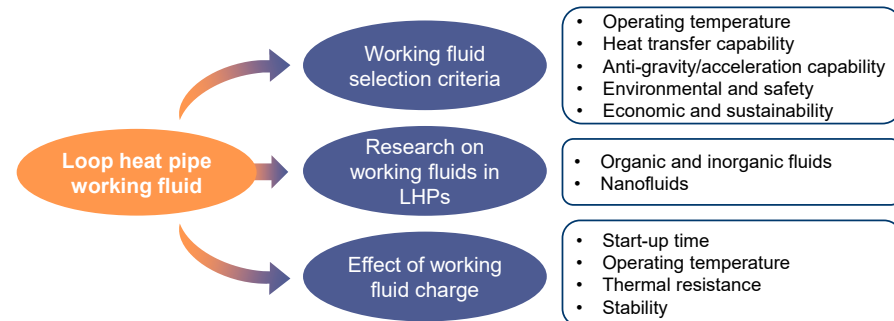 Loop heat pipe
working fluid
Working fluid
selection criteria
• Operating temperature
• Heat transfer capability
• Anti-gravity/acceleration capability
• Environmental and safety
• Economic and sustainability
Research on
working fluids in
LHPs
• Organic and inorganic fluids
• Nanofluids
Effect of working
fluid charge
• Start-up time
• Operating temperature
• Thermal resistance
• Stability